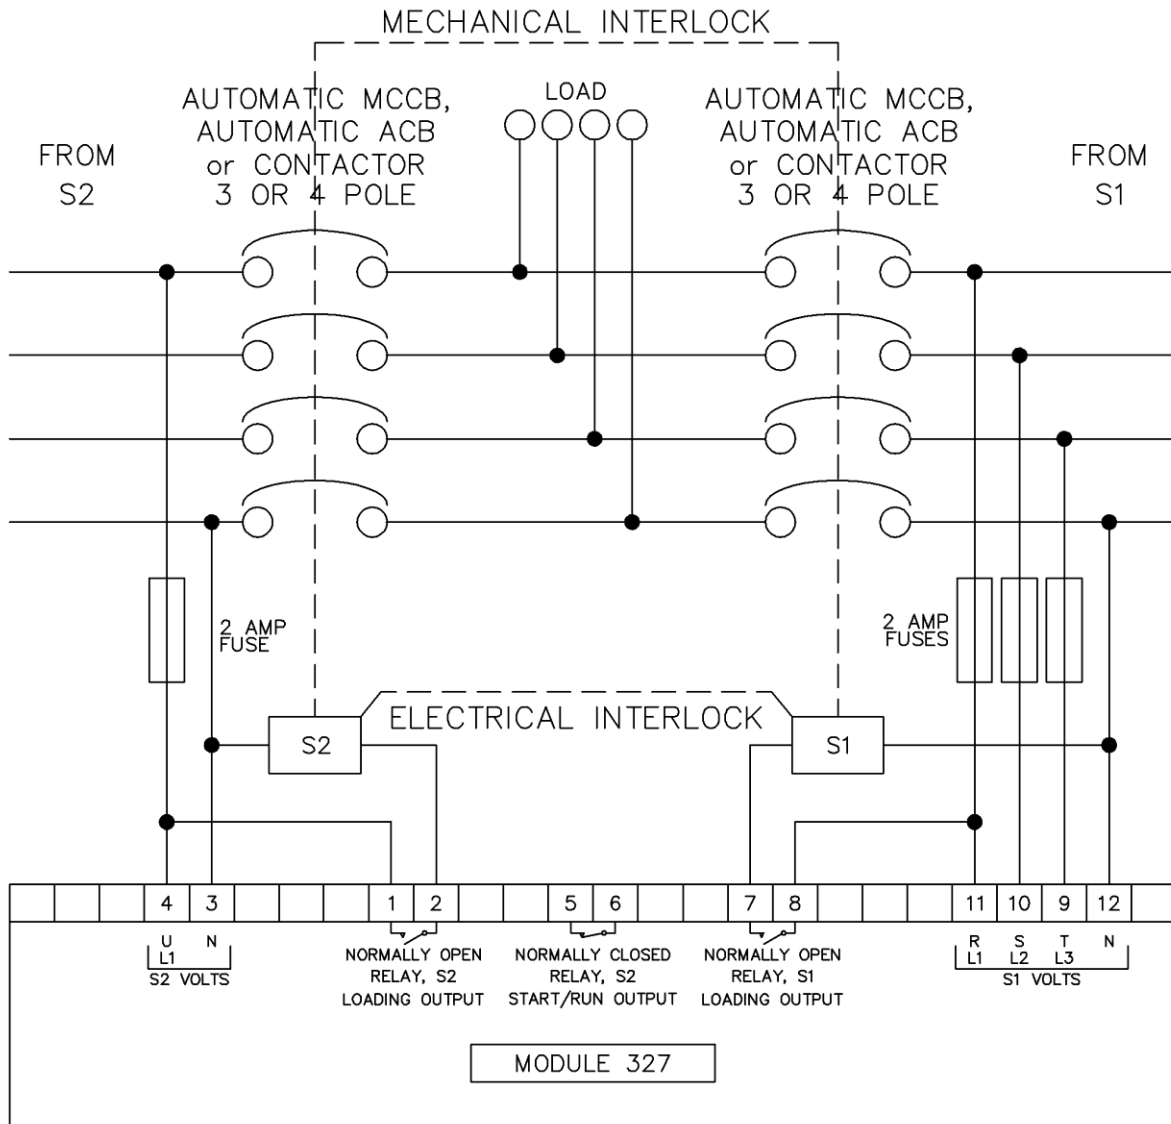 MECHANICAL INTERLOCK
FROM
S2
AUTOMATIC MCCB,
AUTOMATIC ACB
or CONTACTOR
3 OR 4 POLE
LOAD
AUTOMATIC MCCB,
AUTOMATIC ACB
or CONTACTOR
3 OR 4 POLE
FROM
S1
2 AMP
FUSE
2 AMP
FUSES
ELECTRICAL INTERLOCK
S2
S1
4 3 1 2 5 6 7 8 11 10 9 12
U N
L1
S2 VOLTS
NORMALLY OPEN
RELAY, S2
LOADING OUTPUT
NORMALLY CLOSED
RELAY, S2
START/RUN OUTPUT
NORMALLY OPEN
RELAY, S1
LOADING OUTPUT
R S T N
L1 L2 L3
S1 VOLTS
MODULE 327